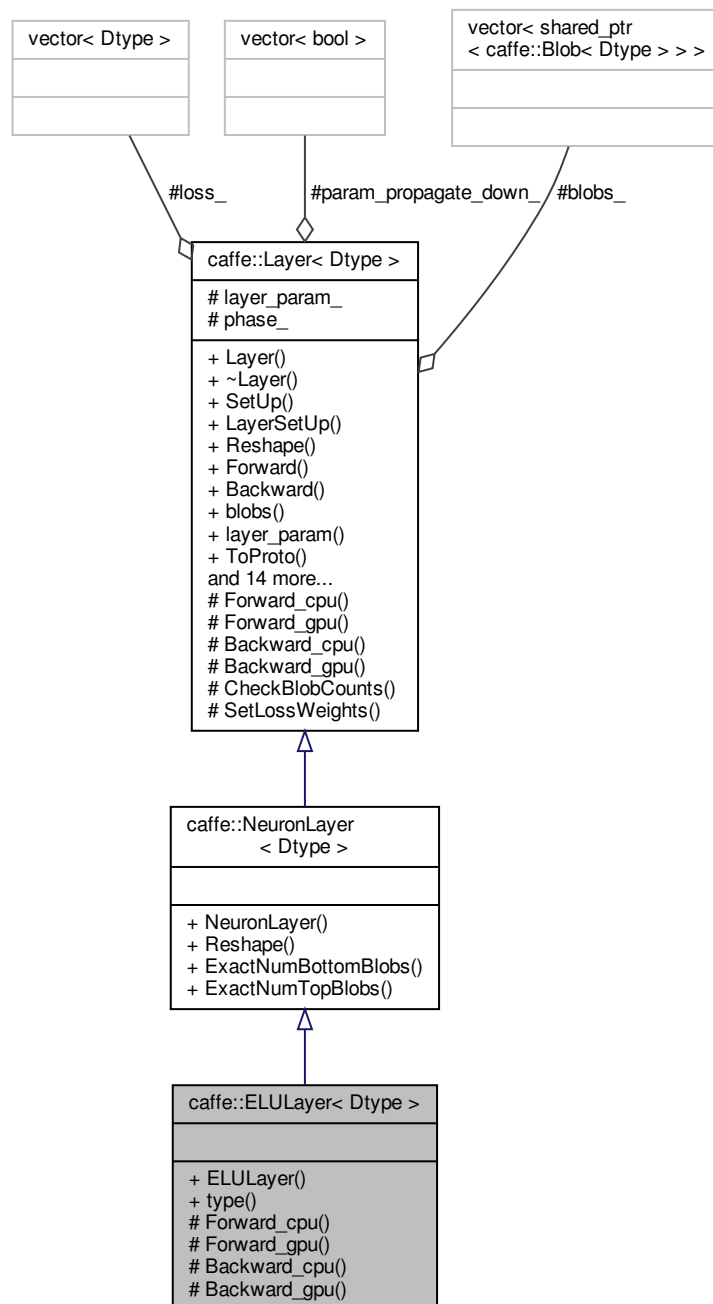 vector< Dtype >
vector< bool >
vector< shared_ptr
< caffe::Blob< Dtype > > >
#loss_
#param_propagate_down_
#blobs_
caffe::Layer< Dtype >
# layer_param_
# phase_
+ Layer()
+ ~Layer()
+ SetUp()
+ LayerSetUp()
+ Reshape()
+ Forward()
+ Backward()
+ blobs()
+ layer_param()
+ ToProto()
and 14 more...
# Forward_cpu()
# Forward_gpu()
# Backward_cpu()
# Backward_gpu()
# CheckBlobCounts()
# SetLossWeights()
caffe::NeuronLayer
< Dtype >
+ NeuronLayer()
+ Reshape()
+ ExactNumBottomBlobs()
+ ExactNumTopBlobs()
caffe::ELULayer< Dtype >
+ ELULayer()
+ type()
# Forward_cpu()
# Forward_gpu()
# Backward_cpu()
# Backward_gpu()